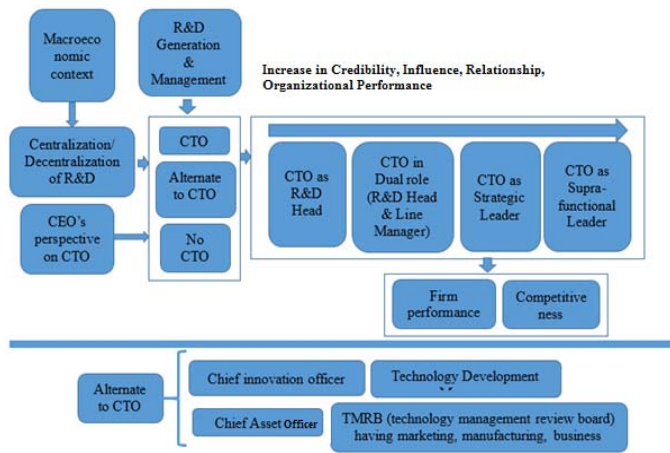 Macroeco
nomic
context
R&D
Generation
&
Management
Increase in Credibility, Influence, Relationship,
Organizational Performance
Centralization/
Decentralization
of R&D
CEO's
perspective
on CTO
CTO
Alternate
to CTO
No
CTO
CTO as
R&D
Head
CTO in
Dual role
(R&D Head
& Line
Manager)
CTO as
Strategic
Leader
CTO as
Supra-
functional
Leader
Firm
performance
Competitive
ness
Alternate
to CTO
Chief innovation officer
Technology Development
Chief Asset Officer
TMRB (technology management review board)
having marketing, manufacturing, business